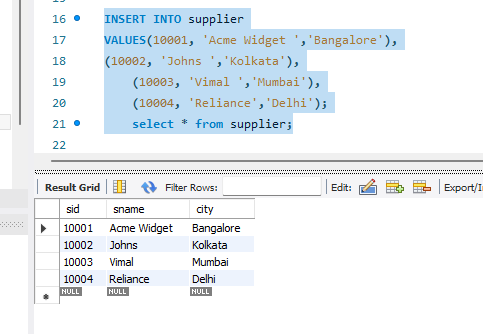 16 INSERT INTO supplier
17 VALUES(10001, 'Acme Widget ','Bangalore'),
18 (10002, 'Johns ','Kolkata'),
19 (10003, 'Vimal ','Mumbai'),
20 (10004, 'Reliance','Delhi');
21 select * from supplier;
22
Result Grid Filter Rows: Edit: Export/In
sid sname city
10001 Acme Widget Bangalore
10002 Johns Kolkata
10003 Vimal Mumbai
10004 Reliance Delhi
NULL NULL NULL